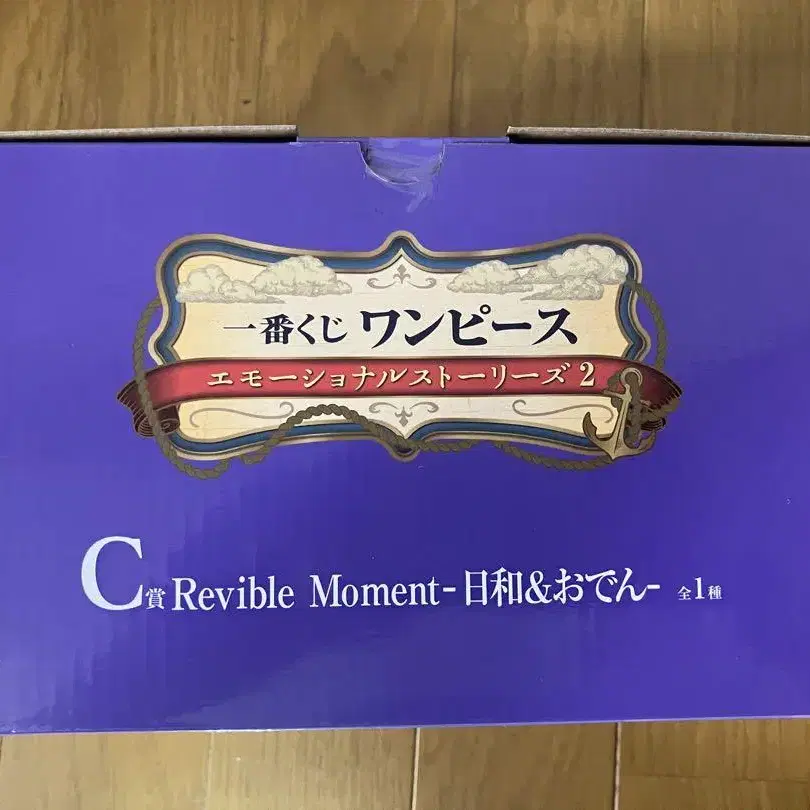 一番くじ ワンピース
エモーショナルストーリーズ 2
C賞 Revible Moment-日和&おでん- 全1種